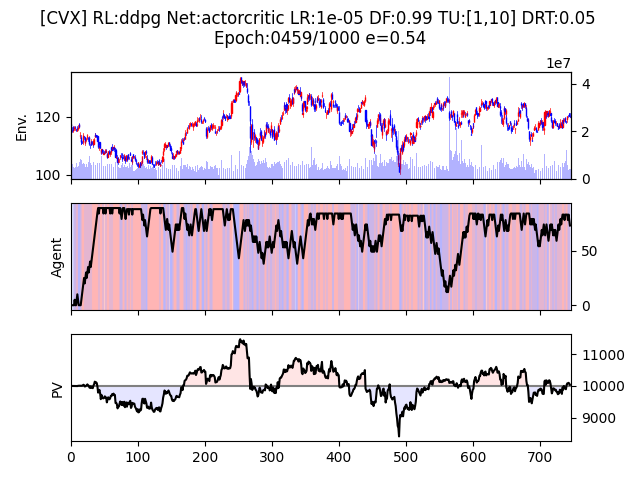 [CVX] RL:ddpg Net:actorcritic LR:1e-05 DF:0.99 TU:[1,10] DRT:0.05
Epoch:0459/1000 e=0.54
1e7
Env.
120
100
4
2
0
Agent
50
0
PV
11000
10000
9000
0 100 200 300 400 500 600 700